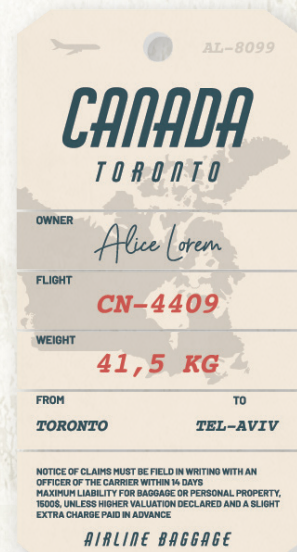 AL-8099
CANADA
TORONTO
OWNER
Alice Lorem
FLIGHT
CN-4409
WEIGHT
41,5 KG
FROM TO
TORONTO TEL-AVIV
NOTICE OF CLAIMS MUST BE FIELD IN WRITING WITH AN
OFFICER OF THE CARRIER WITHIN 14 DAYS
MAXIMUM LIABILITY FOR BAGGAGE OR PERSONAL PROPERTY,
1500$, UNLESS HIGHER VALUATION DECLARED AND A SLIGHT
EXTRA CHARGE PAID IN ADVANCE
AIRLINE BAGGAGE